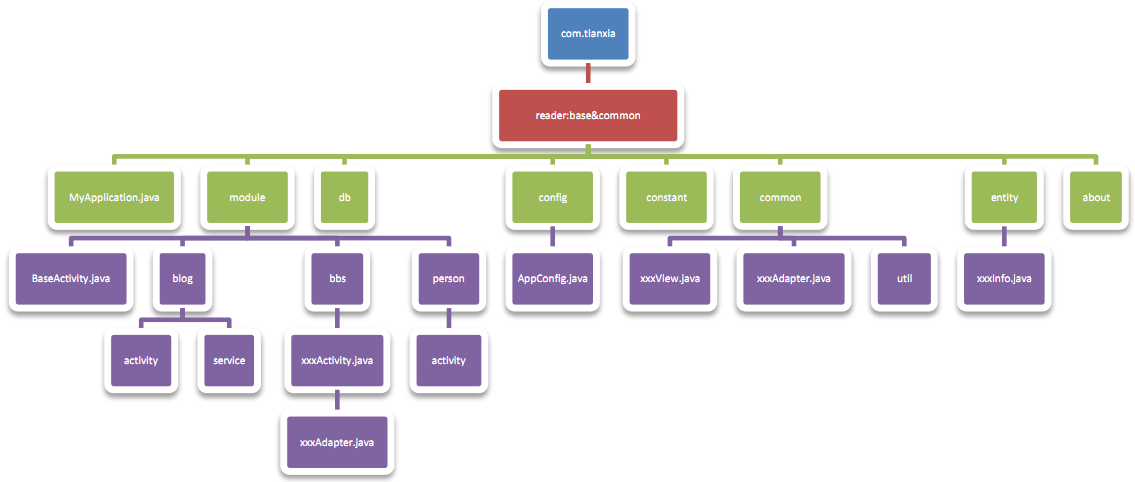 com.tianxia
reader:base&common
MyApplication.java
module
db
config
constant
common
entity
about
BaseActivity.java
blog
bbs
person
AppConfig.java
xxxView.java
xxxAdapter.java
util
xxxInfo.java
activity
service
xxxActivity.java
activity
xxxAdapter.java